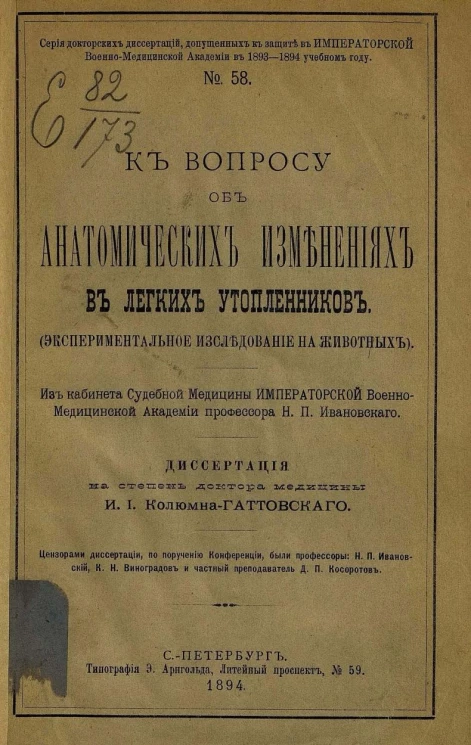 Серія докторскихъ диссертацій, допущенныхъ къ защитѣ въ ИМПЕРАТОРСКОЙ
Военно-Медицинской Академіи въ 1893—1894 учебномъ году.
№ 58.
Е 82/173
КЪ ВОПРОСУ
ОБЪ
АНАТОМИЧЕСКИХЪ ИЗМѢНЕНІЯХЪ
ВЪ ЛЕГКИХЪ УТОПЛЕННИКОВЪ.
(ЭКСПЕРИМЕНТАЛЬНОЕ ИЗСЛѢДОВАНІЕ НА ЖИВОТНЫХЪ).
Изъ кабинета Судебной Медицины ИМПЕРАТОРСКОЙ Военно-
Медицинской Академіи профессора Н. П. Ивановскаго.
ДИССЕРТАЦІЯ
на степень доктора медицины
И. І. Колюмна-ГАТТОВСКАГО.
Цензорами диссертаціи, по порученію Конференціи, были профессоры: Н. П. Иванов-
скій, К. Н. Виноградовъ и частный преподаватель Д. П. Косоротовъ.
С.-ПЕТЕРБУРГЪ.
Типографія Э. Арнгольда, Литейный проспектъ, № 59.
1894.